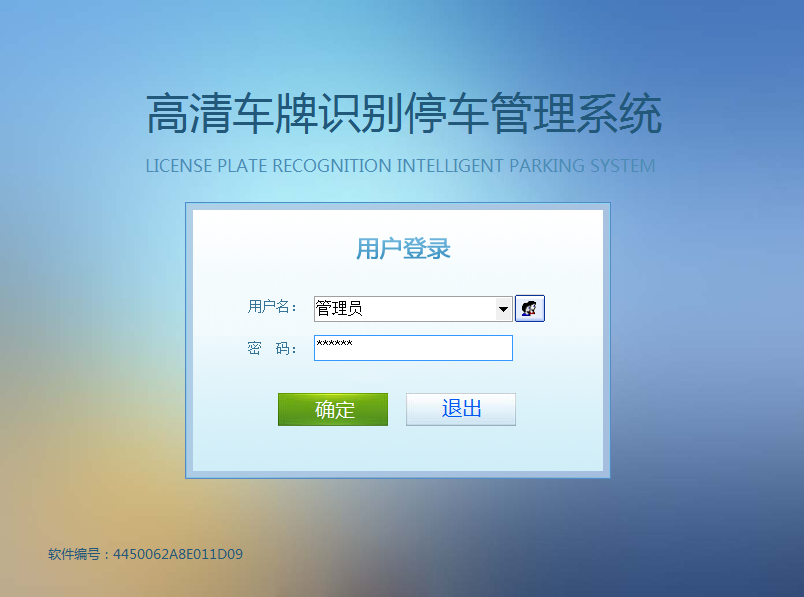 高清车牌识别停车管理系统
LICENSE PLATE RECOGNITION INTELLIGENT PARKING SYSTEM
用户登录
用户名： 管理员
密 码： ******
确定 退出
软件编号：4450062A8E011D09